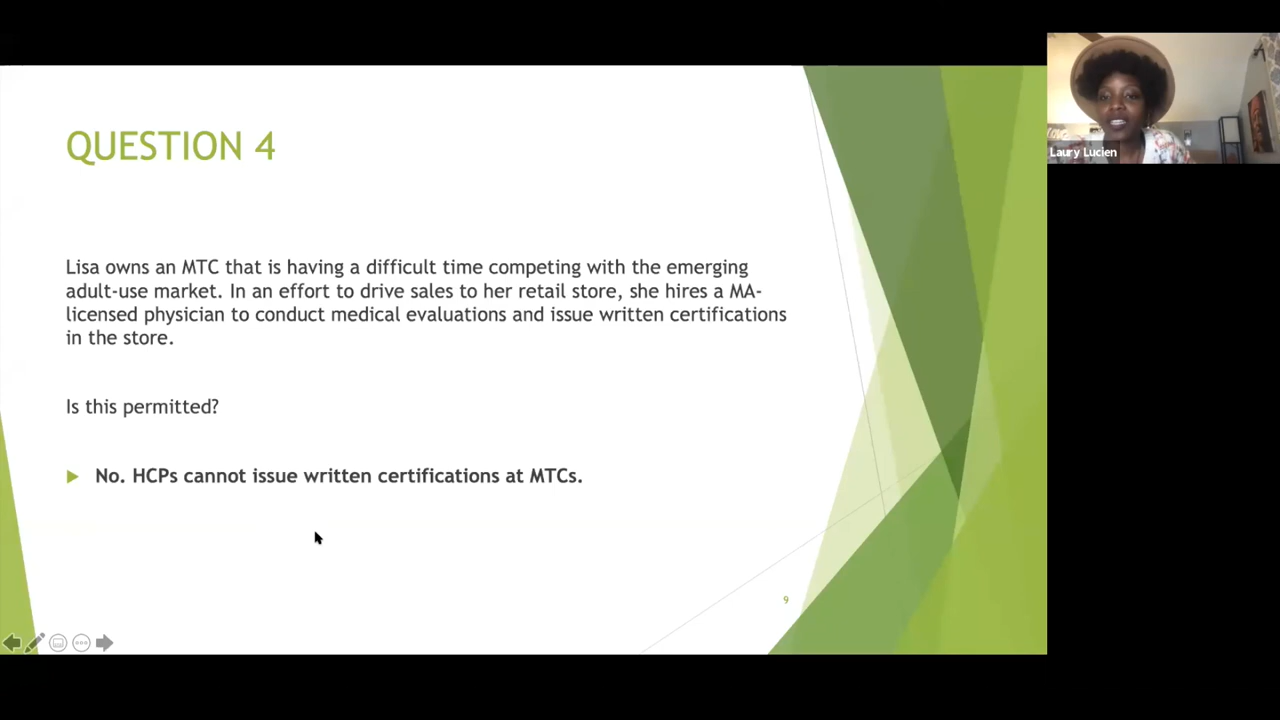 QUESTION 4
Lisa owns an MTC that is having a difficult time competing with the emerging
adult-use market. In an effort to drive sales to her retail store, she hires a MA-
licensed physician to conduct medical evaluations and issue written certifications
in the store.
Is this permitted?
No. HCPs cannot issue written certifications at MTCs.
9
Laury Lucien